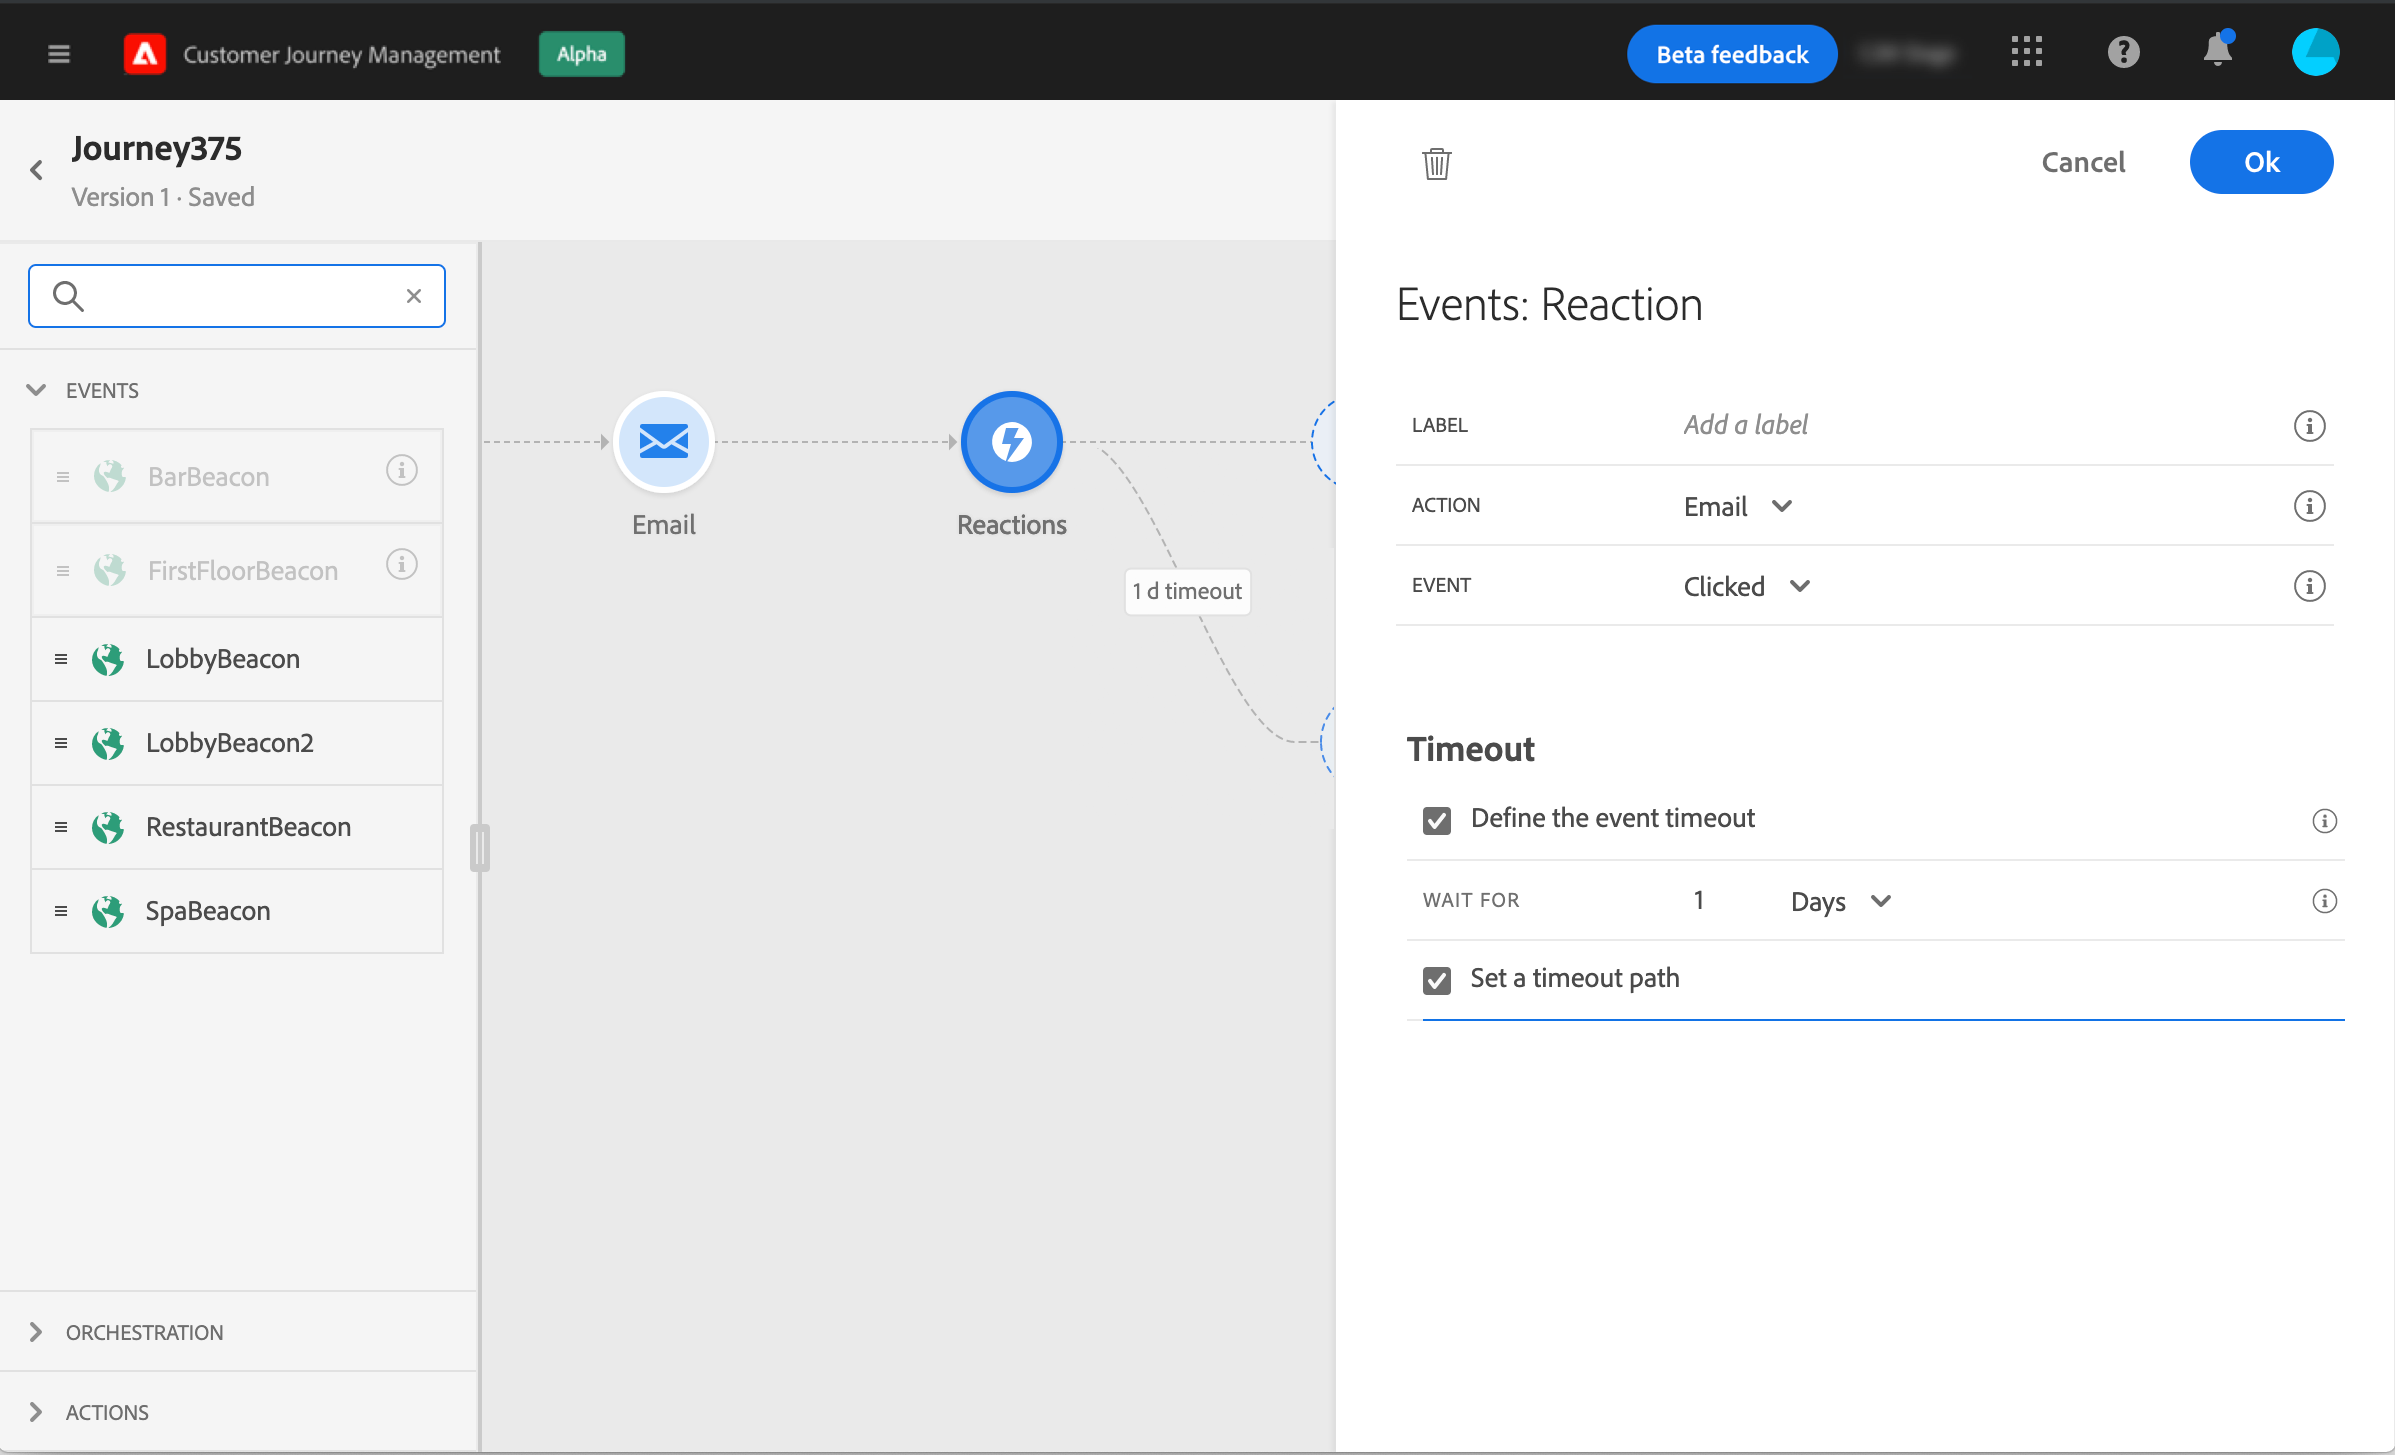 Customer Journey Management
Alpha
Beta feedback
Journey375
Version 1 · Saved
Cancel
Ok
EVENTS
BarBeacon
FirstFloorBeacon
LobbyBeacon
LobbyBeacon2
RestaurantBeacon
SpaBeacon
ORCHESTRATION
ACTIONS
Email
Reactions
1 d timeout
Events: Reaction
LABEL
Add a label
ACTION
Email
EVENT
Clicked
Timeout
Define the event timeout
WAIT FOR
1
Days
Set a timeout path